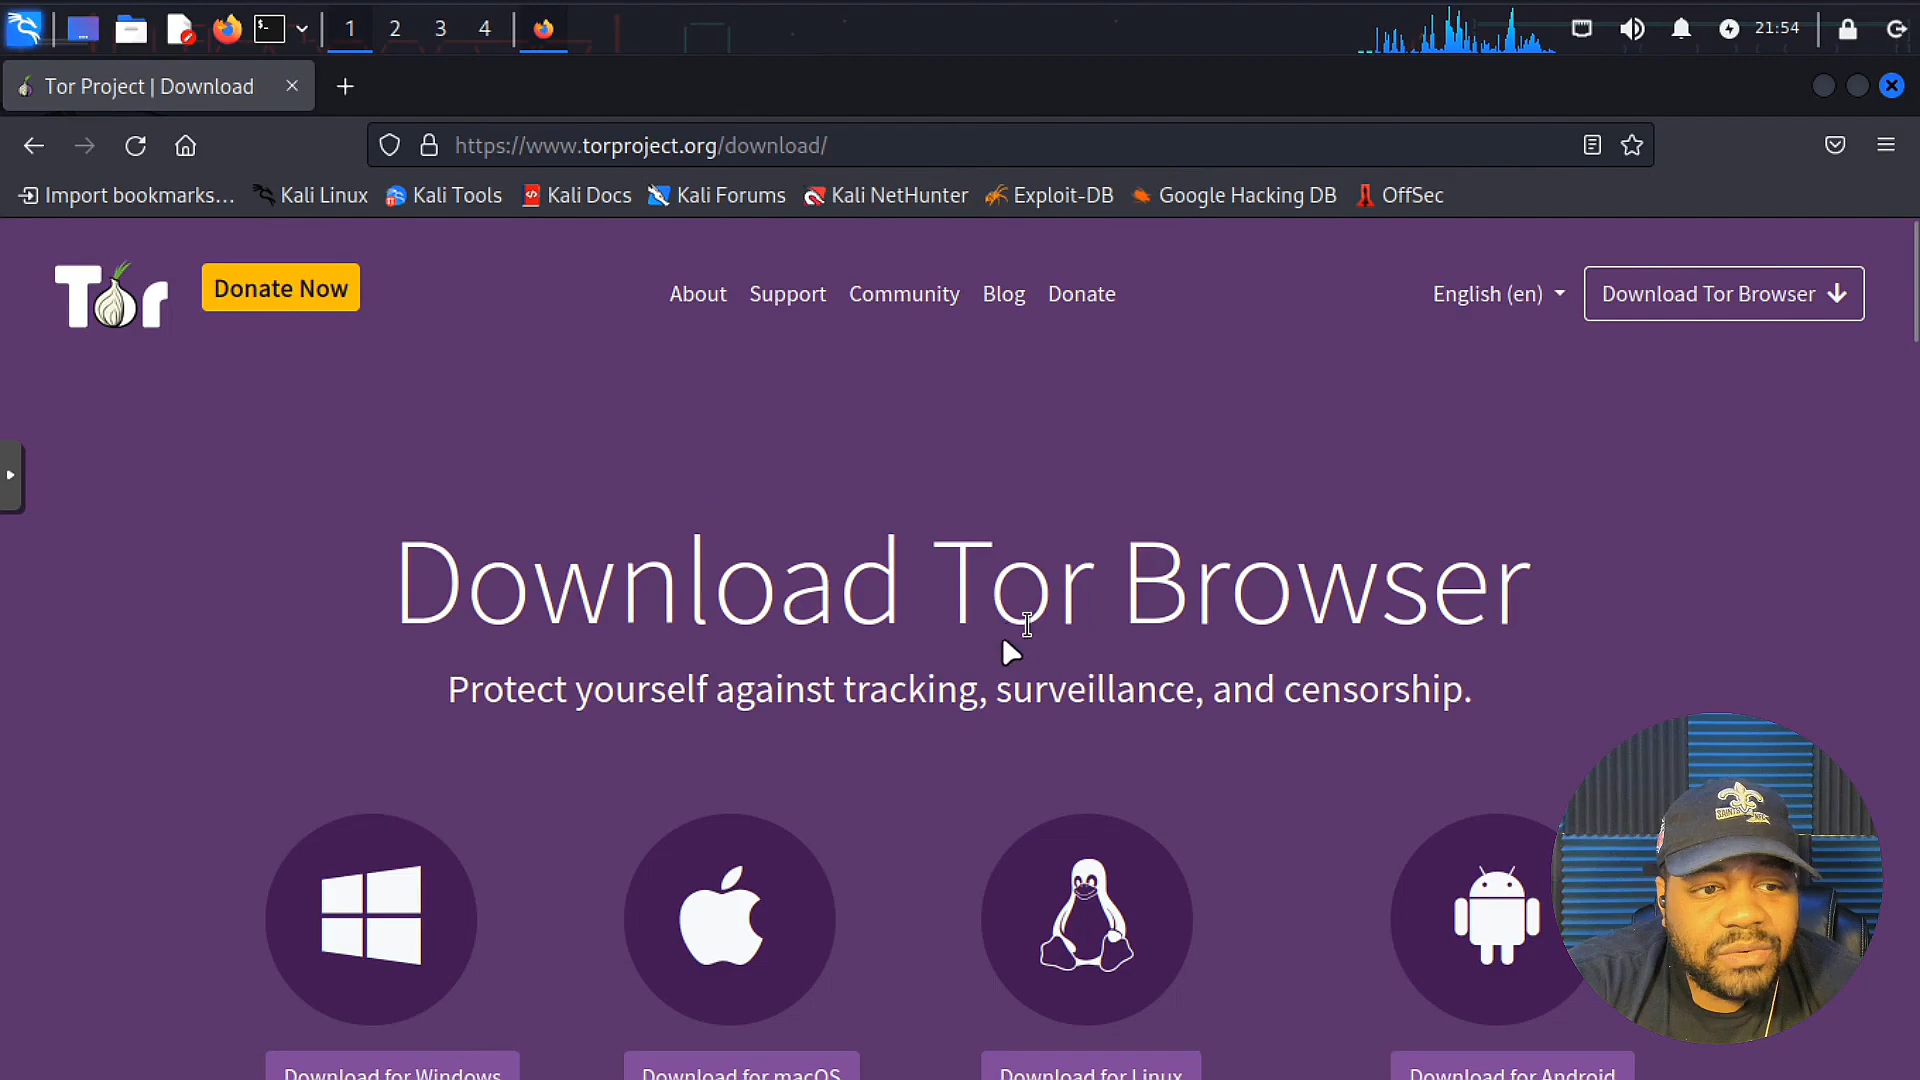 1 2 3 4
21:54
Tor Project | Download
https://www.torproject.org/download/
Import bookmarks... Kali Linux Kali Tools Kali Docs Kali Forums Kali NetHunter Exploit-DB Google Hacking DB OffSec
Tor Donate Now About Support Community Blog Donate English (en) Download Tor Browser
Download Tor Browser
Protect yourself against tracking, surveillance, and censorship.
SAINTS NFL
Download for Windows Download for macOS Download for Linux Download for Android